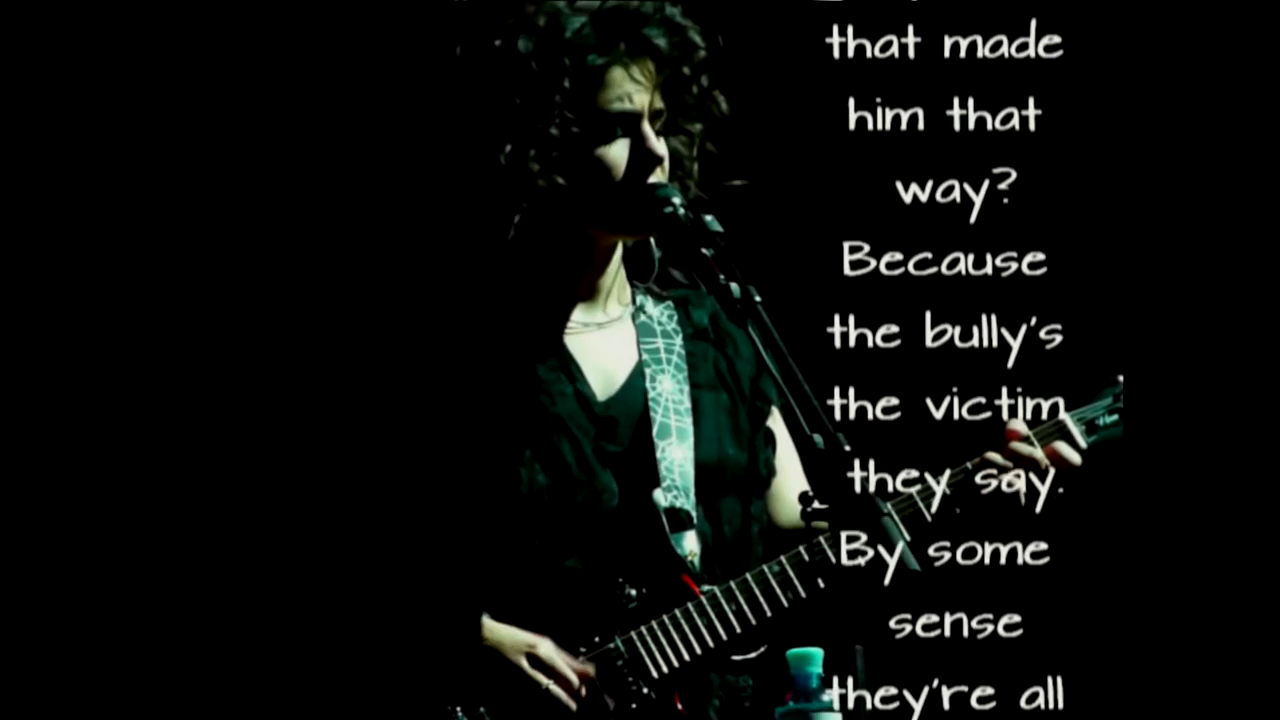 that made
him that
way?
Because
the bully's
the victim
they say.
By some
sense
they're all